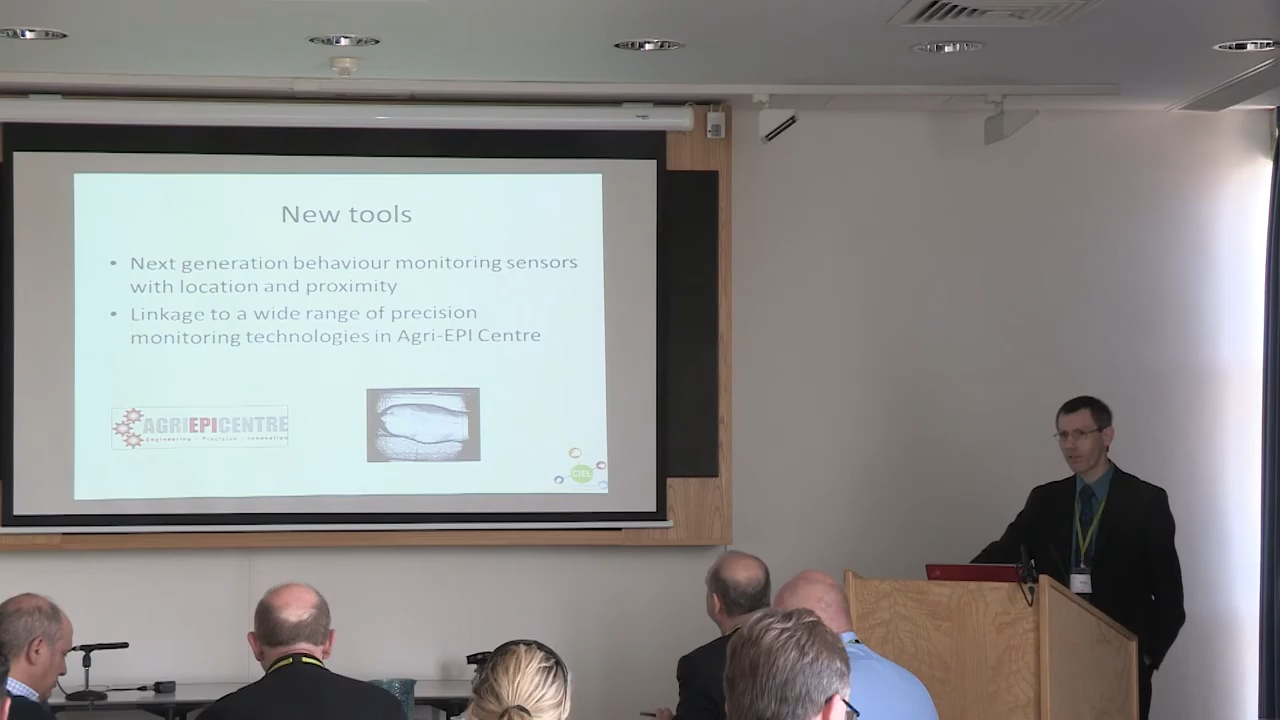 New tools
• Next generation behaviour monitoring sensors
with location and proximity
• Linkage to a wide range of precision
monitoring technologies in Agri-EPI Centre
AGRIEPICENTRE
Engineering - Precision - Innovation
CIEL